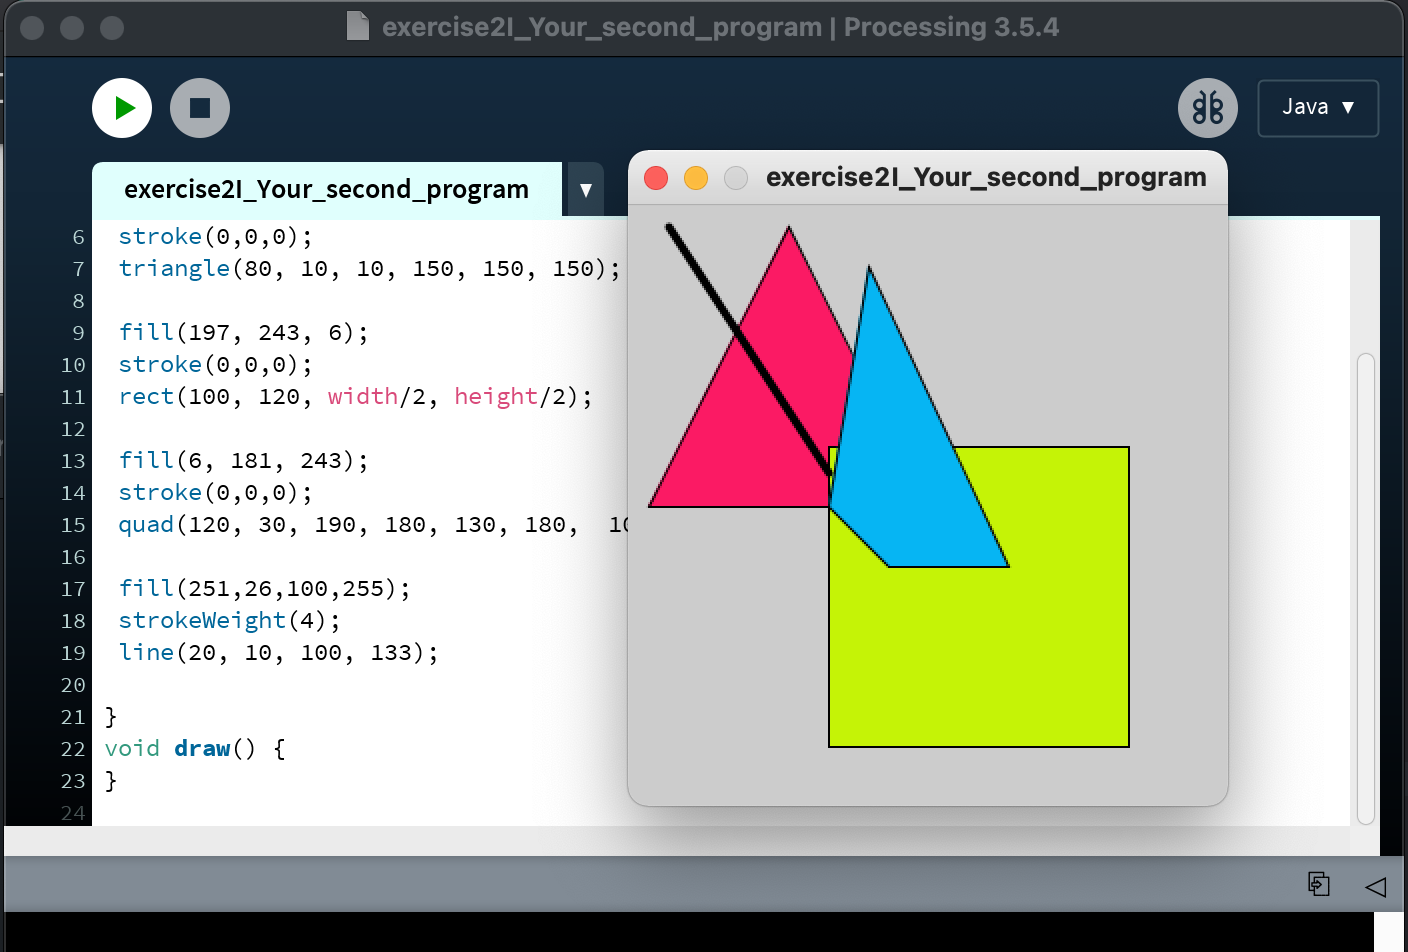 exercise2I_Your_second_program | Processing 3.5.4
Java ▼
exercise2I_Your_second_program ▼
exercise2I_Your_second_program
6 stroke(0,0,0);
7 triangle(80, 10, 10, 150, 150, 150);
8
9 fill(197, 243, 6);
10 stroke(0,0,0);
11 rect(100, 120, width/2, height/2);
12
13 fill(6, 181, 243);
14 stroke(0,0,0);
15 quad(120, 30, 190, 180, 130, 180,
16
17 fill(251,26,100,255);
18 strokeWeight(4);
19 line(20, 10, 100, 133);
20
21 }
22 void draw() {
23 }
24